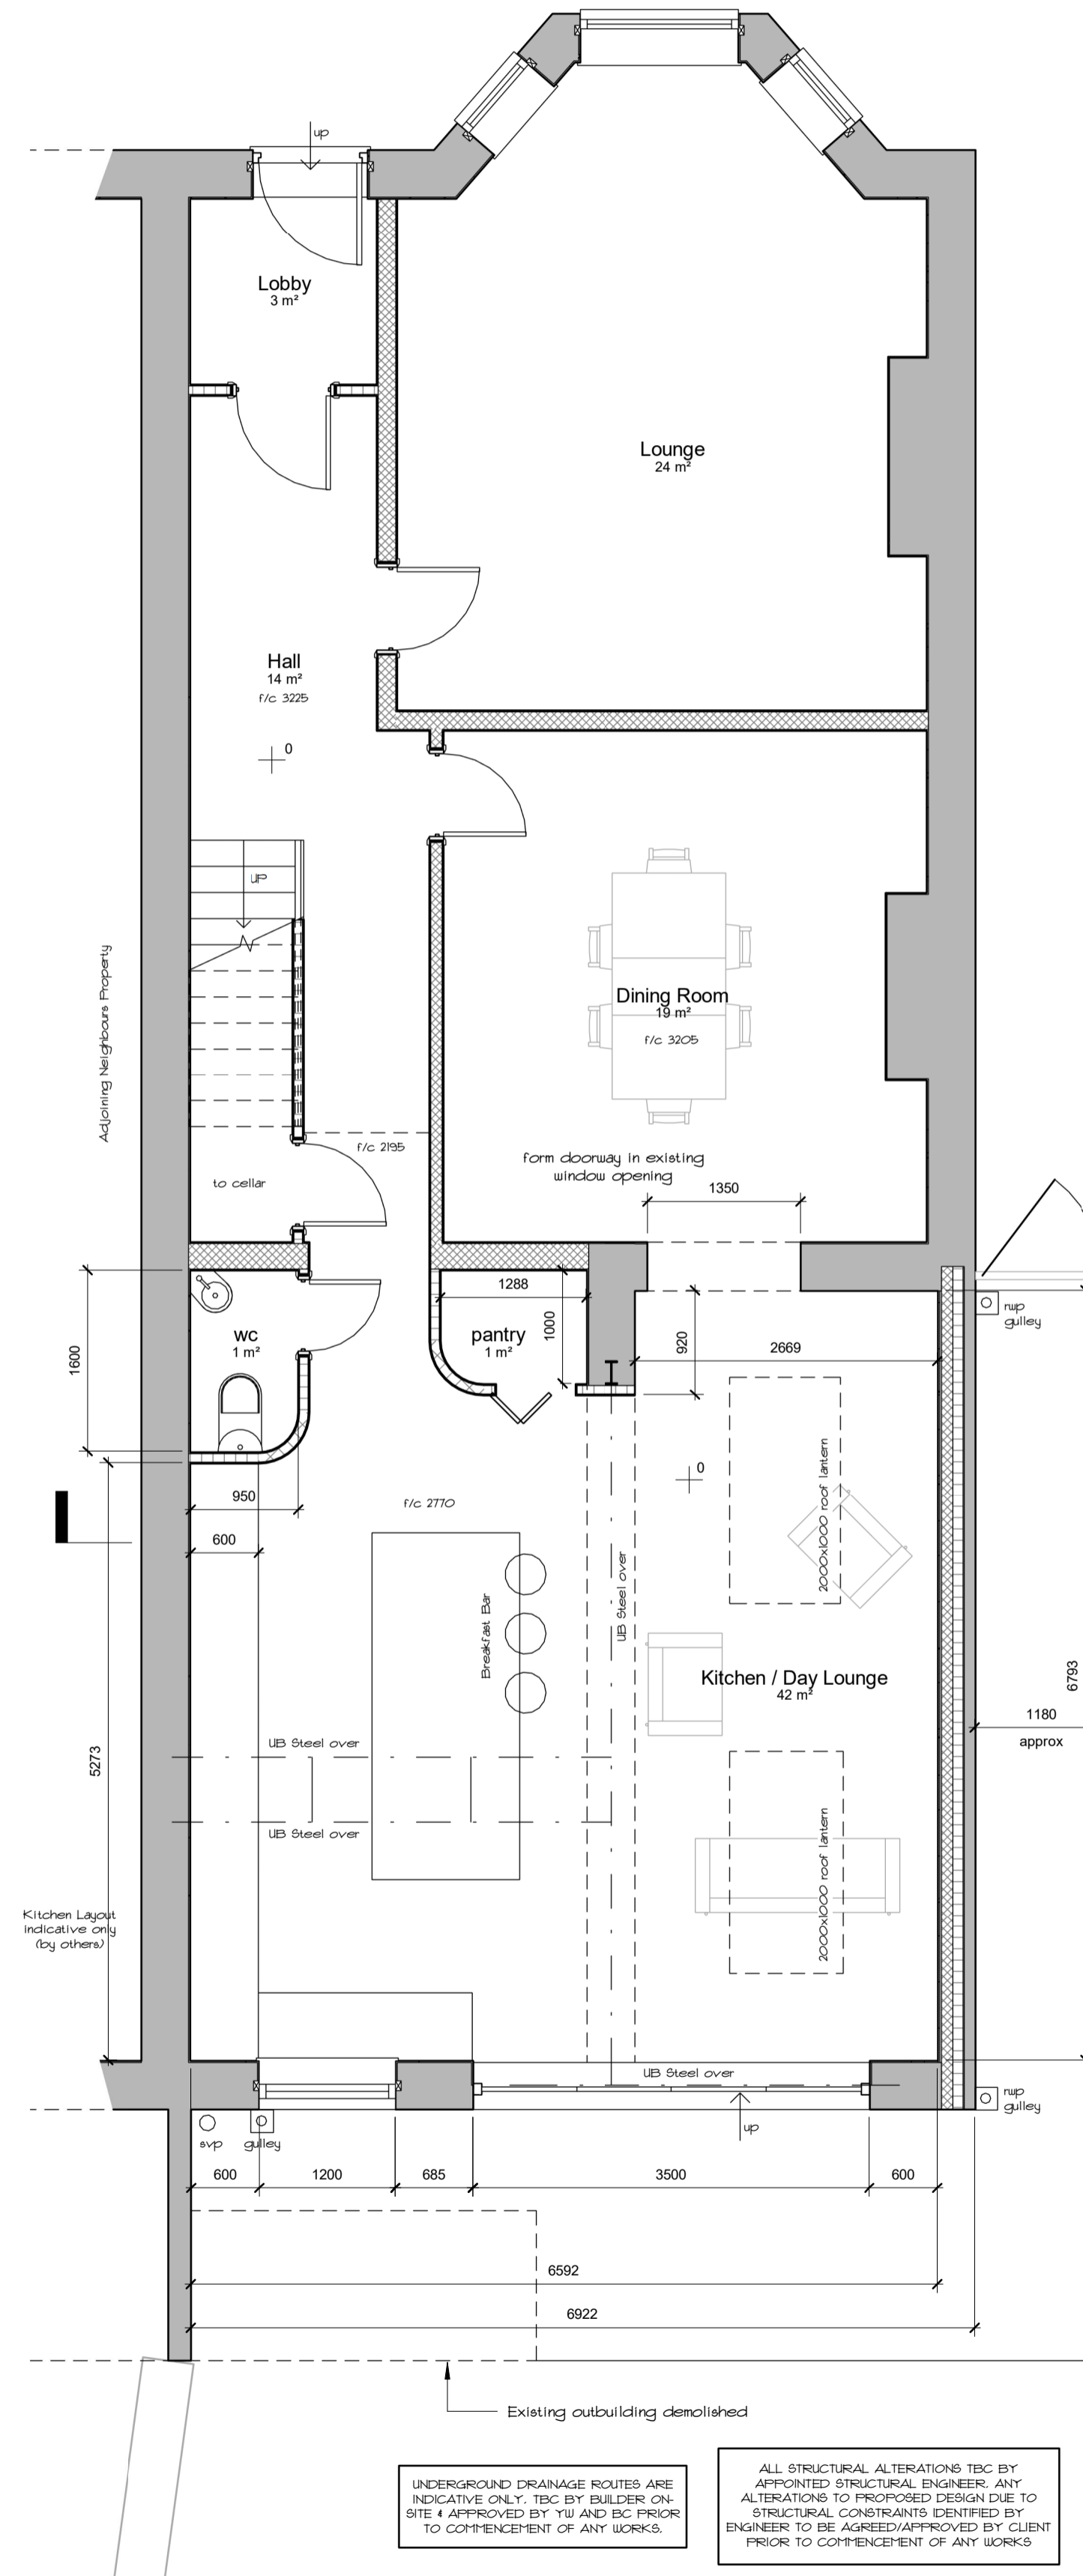 up
Lobby
3 m²
Lounge
24 m²
Hall
14 m²
f/c 3225
0
UP
Adjoining Neighbours Property
Dining Room
19 m²
f/c 3205
f/c 2195
to cellar
form doorway in existing
window opening
1350
1288
1000
920
2669
rwp
gulley
wc
1 m²
pantry
1 m²
1600
950
600
f/c 2770
0
2000x1000 roof lantern
UB Steel over
Breakfast Bar
Kitchen / Day Lounge
42 m²
6793
1180
approx
UB Steel over
5273
UB Steel over
2000x1000 roof lantern
Kitchen Layout
indicative only
(by others)
UB Steel over
rwp
gulley
up
svp
gulley
600
1200
685
3500
600
6592
6922
Existing outbuilding demolished
UNDERGROUND DRAINAGE ROUTES ARE
INDICATIVE ONLY. TBC BY BUILDER ON-
SITE & APPROVED BY YW AND BC PRIOR
TO COMMENCEMENT OF ANY WORKS.
ALL STRUCTURAL ALTERATIONS TBC BY
APPOINTED STRUCTURAL ENGINEER. ANY
ALTERATIONS TO PROPOSED DESIGN DUE TO
STRUCTURAL CONSTRAINTS IDENTIFIED BY
ENGINEER TO BE AGREED/APPROVED BY CLIENT
PRIOR TO COMMENCEMENT OF ANY WORKS